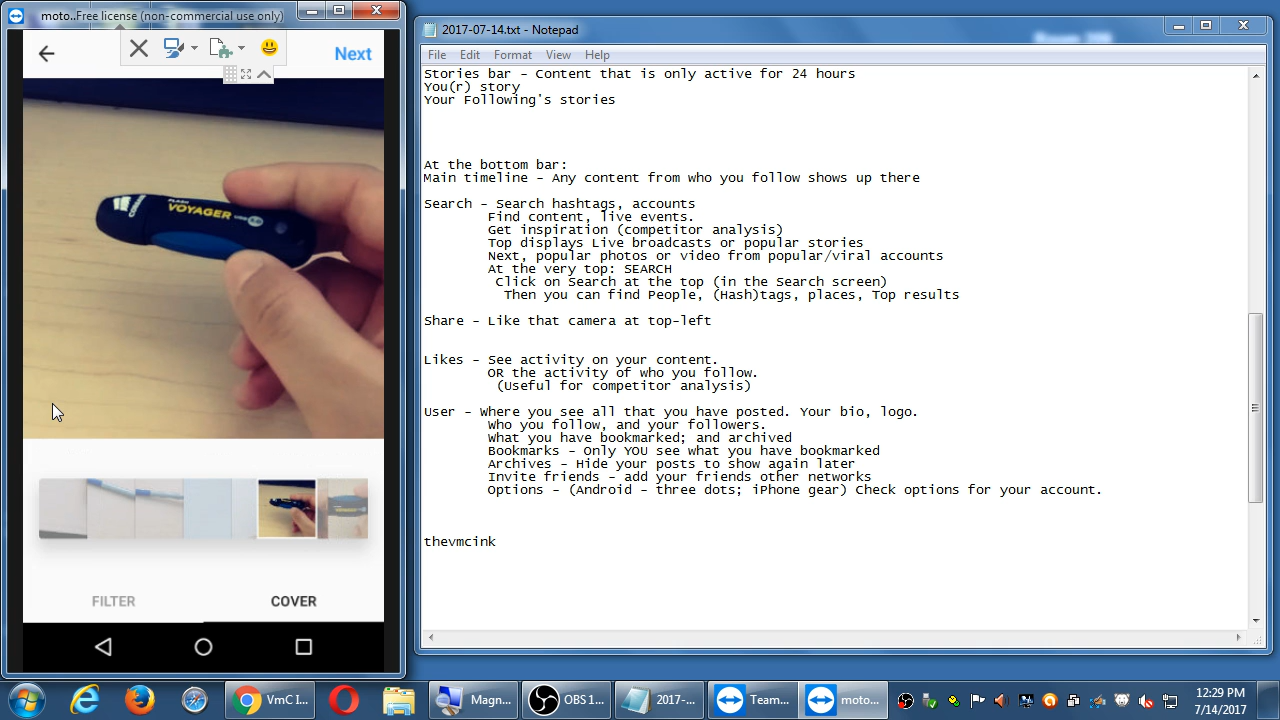 moto..Free license (non-commercial use only)
Next
CORSAIR
FLASH
VOYAGER
FILTER
COVER
2017-07-14.txt - Notepad
File Edit Format View Help
Stories bar - Content that is only active for 24 hours
You(r) story
Your Following's stories
At the bottom bar:
Main timeline - Any content from who you follow shows up there
Search - Search hashtags, accounts
Find content, live events.
Get inspiration (competitor analysis)
Top displays Live broadcasts or popular stories
Next, popular photos or video from popular/viral accounts
At the very top: SEARCH
Click on Search at the top (in the Search screen)
Then you can find People, (Hash)tags, places, Top results
Share - Like that camera at top-left
Likes - See activity on your content.
OR the activity of who you follow.
(Useful for competitor analysis)
User - Where you see all that you have posted. Your bio, logo.
Who you follow, and your followers.
What you have bookmarked; and archived
Bookmarks - Only YOU see what you have bookmarked
Archives - Hide your posts to show again later
Invite friends - add your friends other networks
Options - (Android - three dots; iPhone gear) Check options for your account.
thevmcink
VmC I...
Magn...
OBS 1...
2017-...
Team...
moto...
12:29 PM
7/14/2017